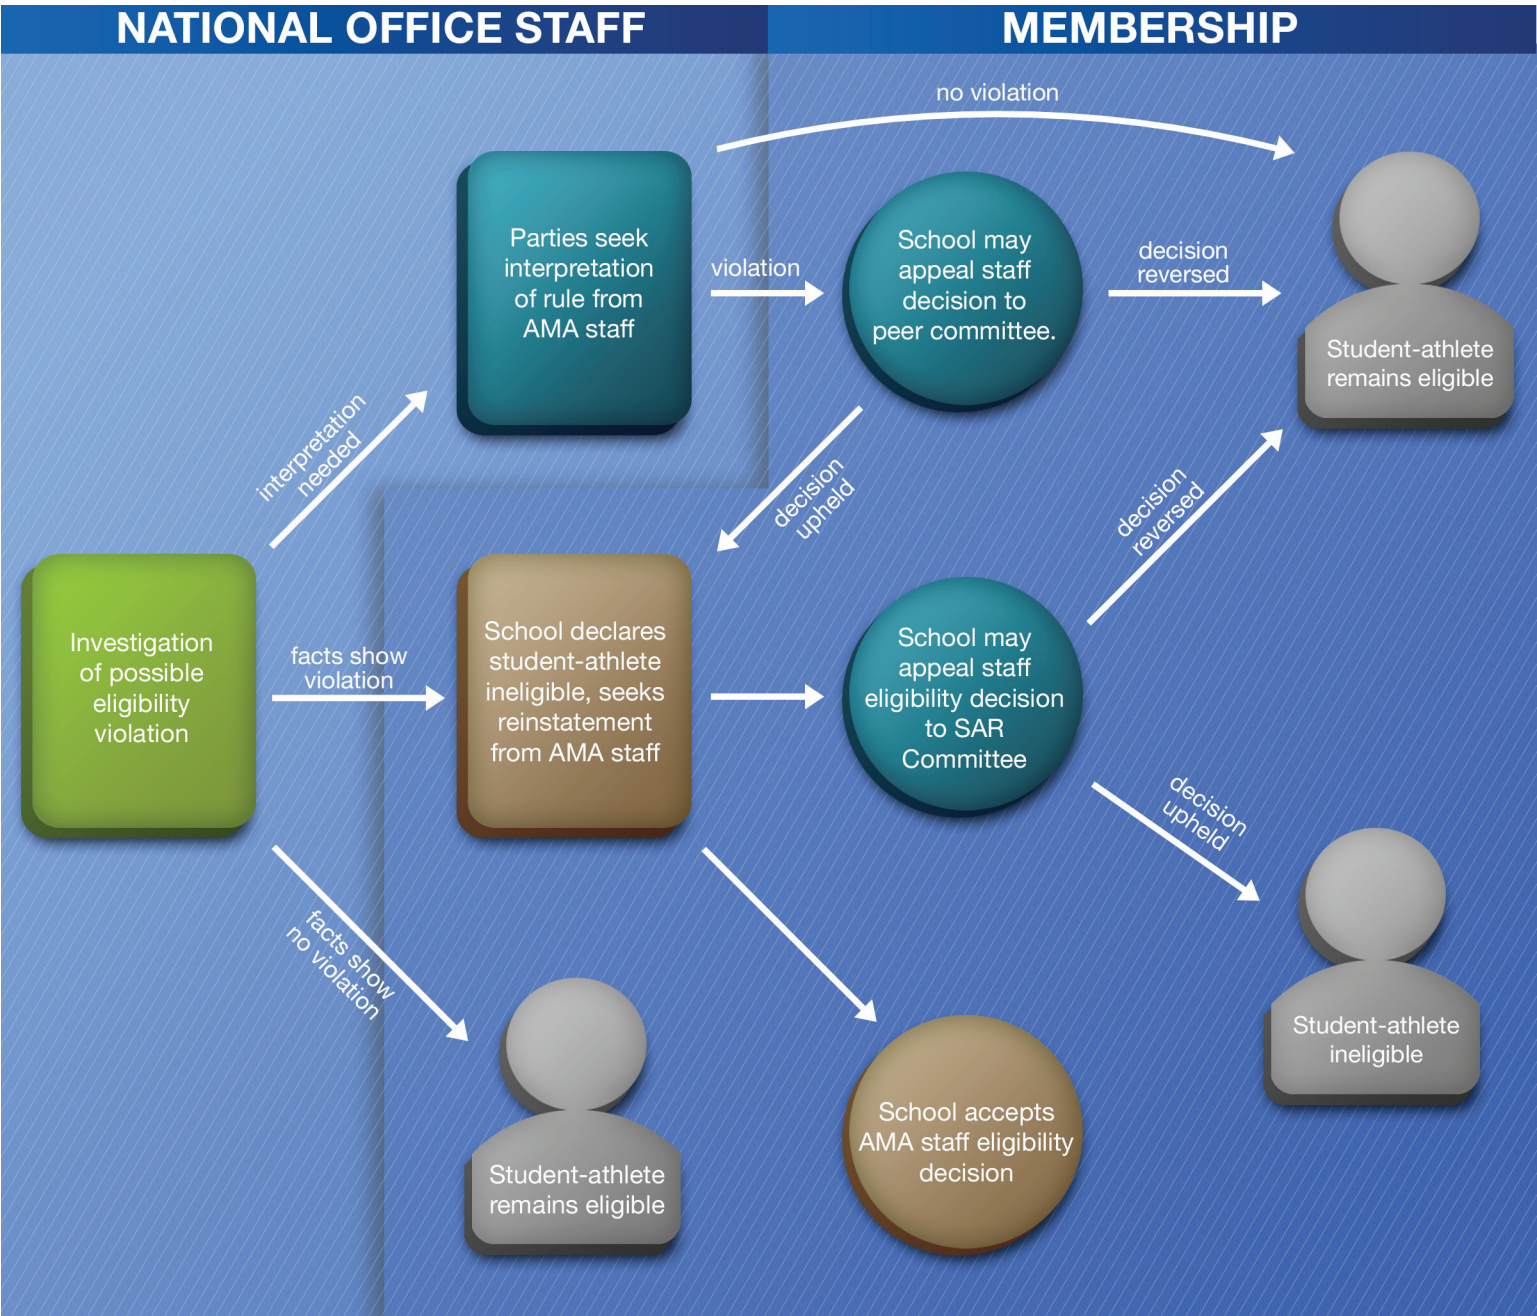 NATIONAL OFFICE STAFF
MEMBERSHIP
no violation
Parties seek
interpretation
of rule from
AMA staff
violation
School may
appeal staff
decision to
peer committee.
decision
reversed
Student-athlete
remains eligible
interpretation
needed
decision
upheld
decision
reversed
Investigation
of possible
eligibility
violation
facts show
violation
School declares
student-athlete
ineligible, seeks
reinstatement
from AMA staff
School may
appeal staff
eligibility decision
to SAR
Committee
decision
upheld
facts show
no violation
Student-athlete
remains eligible
School accepts
AMA staff eligibility
decision
Student-athlete
ineligible